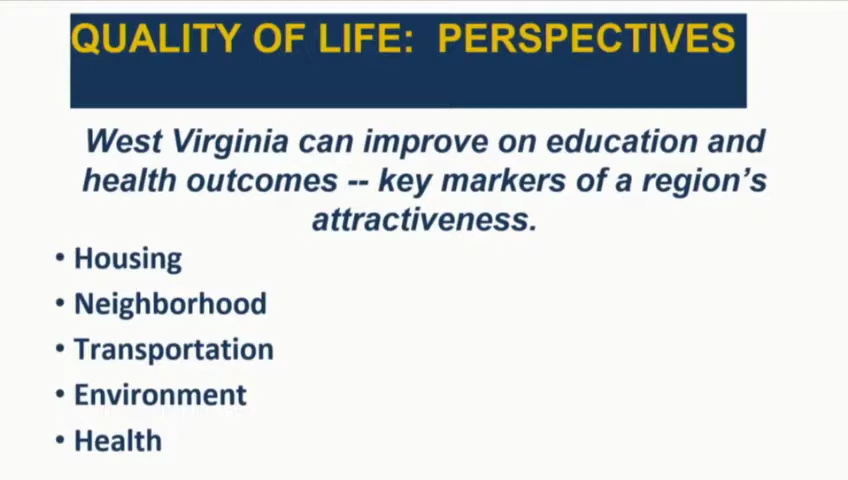 QUALITY OF LIFE: PERSPECTIVES
West Virginia can improve on education and
health outcomes -- key markers of a region's
attractiveness.
• Housing
• Neighborhood
• Transportation
• Environment
• Health